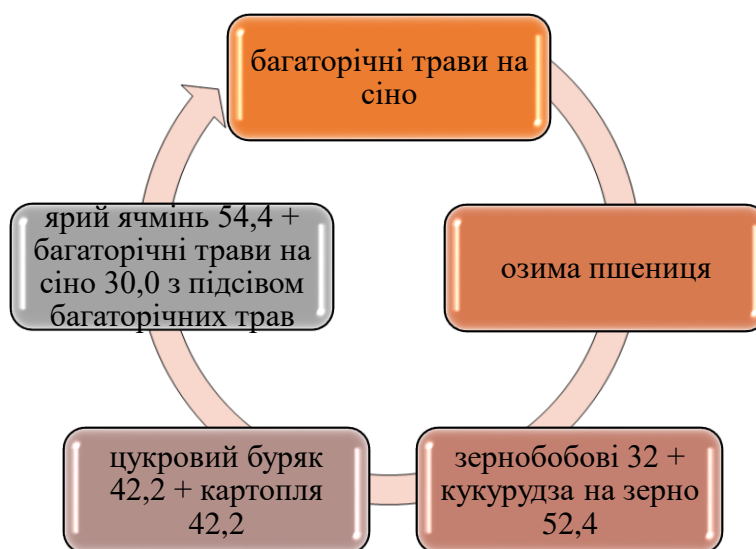 багаторічні трави на
сіно
озима пшениця
зернобобові 32 +
кукурудза на зерно
52,4
цукровий буряк
42,2 + картопля
42,2
ярий ячмінь 54,4 +
багаторічні трави на
сіно 30,0 з підсівом
багаторічних трав